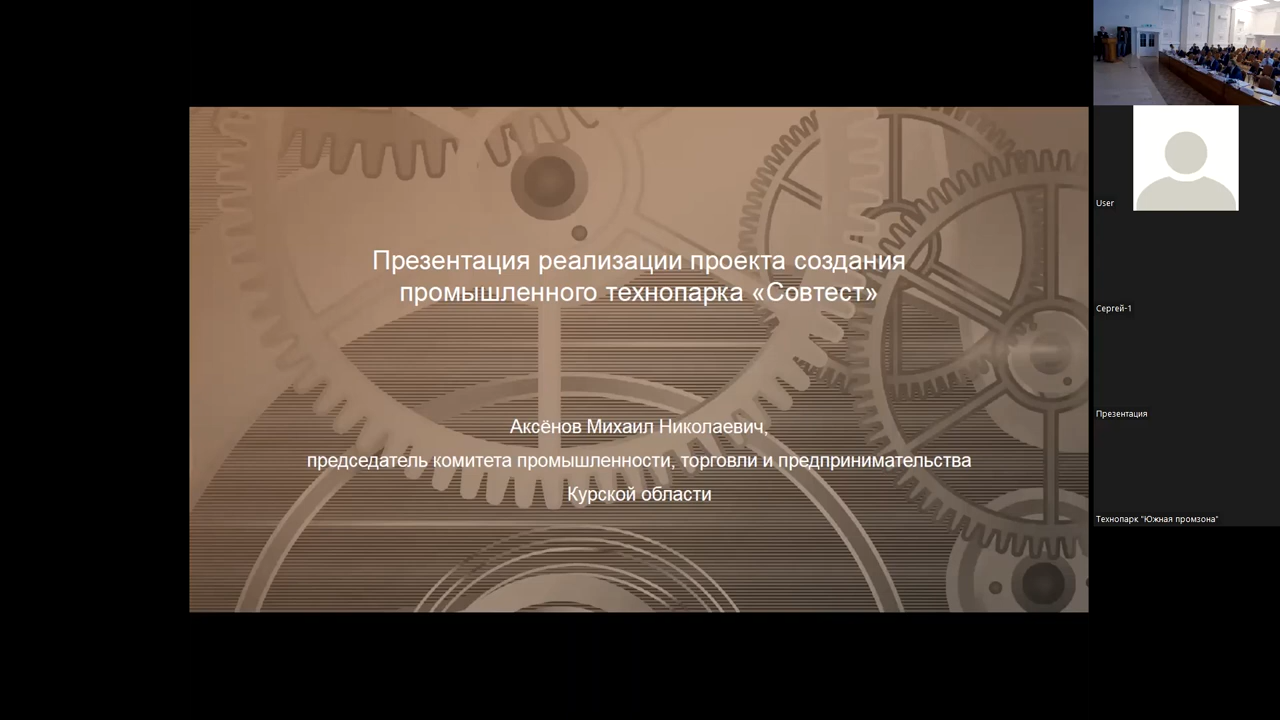 Презентация реализации проекта создания
промышленного технопарка «Совтест»
Аксёнов Михаил Николаевич,
председатель комитета промышленности, торговли и предпринимательства
Курской области
User
Сергей-1
Презентация
Технопарк "Южная промзона"